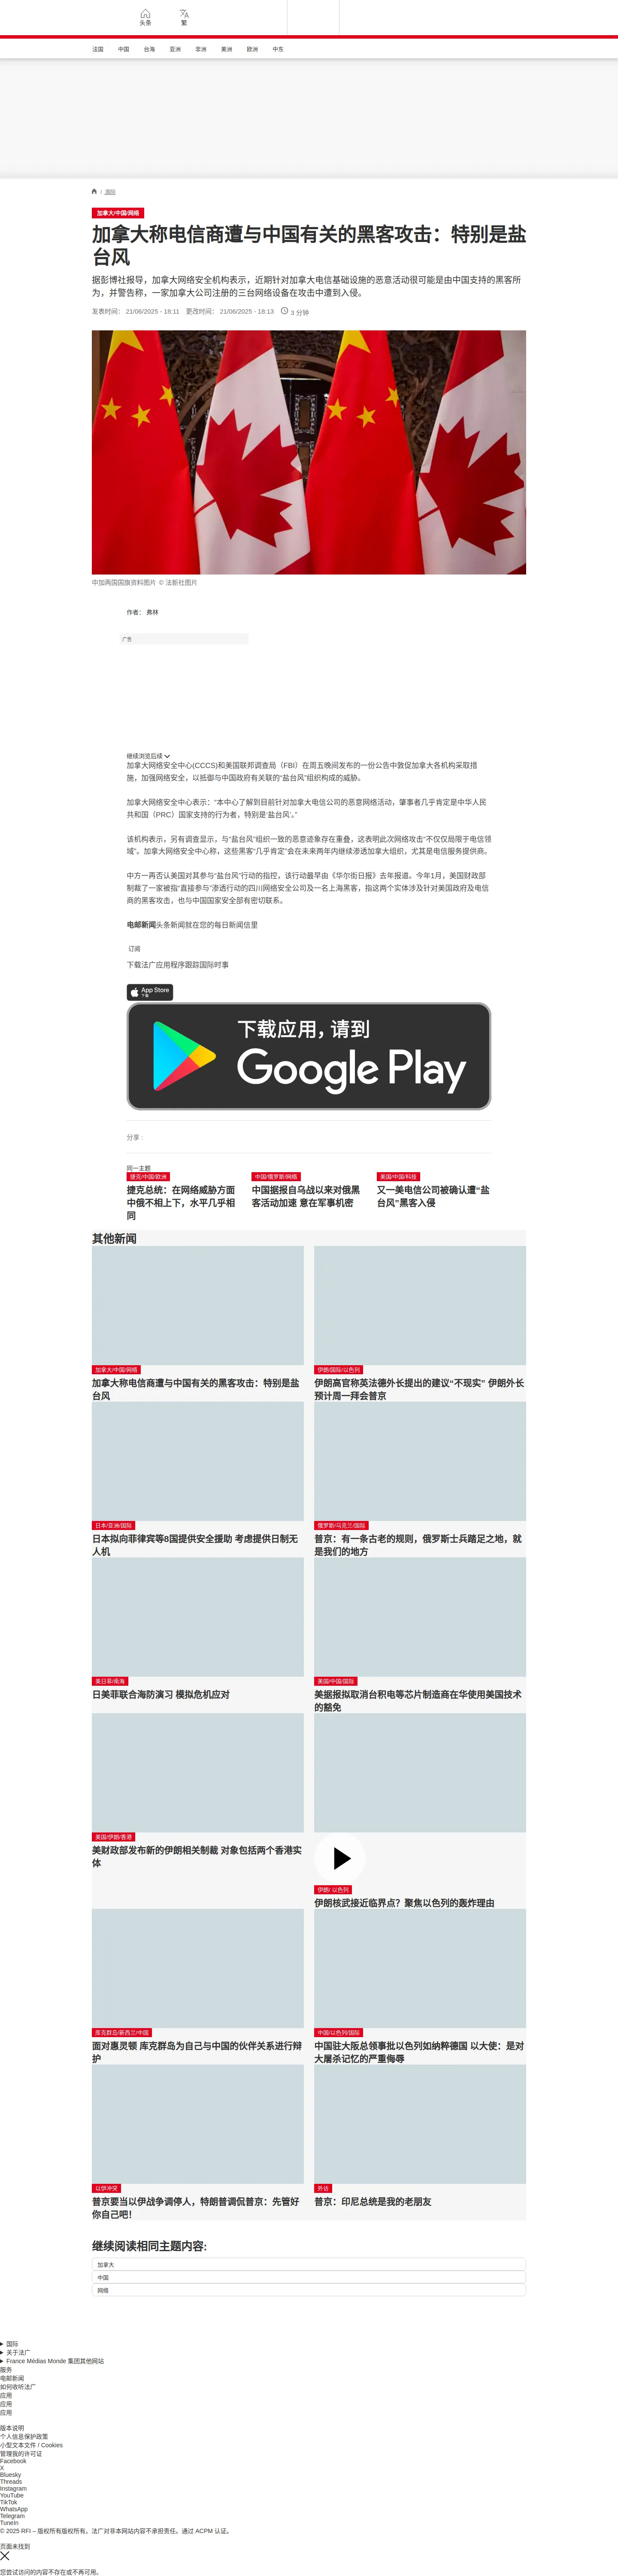 头条
繁
法国
中国
台海
亚洲
非洲
美洲
欧洲
中东
/ 国际
加拿大/中国/网络
加拿大称电信商遭与中国有关的黑客攻击：特别是盐
台风
据彭博社报导，加拿大网络安全机构表示，近期针对加拿大电信基础设施的恶意活动很可能是由中国支持的黑客所
为，并警告称，一家加拿大公司注册的三台网络设备在攻击中遭到入侵。
发表时间： 21/06/2025 - 18:11 更改时间： 21/06/2025 - 18:13 3 分钟
中加两国国旗资料图片 © 法新社图片
作者： 弗林
广告
继续浏览后续
加拿大网络安全中心(CCCS)和美国联邦调查局（FBI）在周五晚间发布的一份公告中敦促加拿大各机构采取措
施，加强网络安全，以抵御与中国政府有关联的“盐台风”组织构成的威胁。
加拿大网络安全中心表示：“本中心了解到目前针对加拿大电信公司的恶意网络活动，肇事者几乎肯定是中华人民
共和国（PRC）国家支持的行为者，特别是‘盐台风’。”
该机构表示，另有调查显示，与“盐台风”组织一致的恶意迹象存在重叠，这表明此次网络攻击“不仅仅局限于电信领
域”。加拿大网络安全中心称，这些黑客“几乎肯定”会在未来两年内继续渗透加拿大组织，尤其是电信服务提供商。
中方一再否认美国对其参与“盐台风”行动的指控，该行动最早由《华尔街日报》去年报道。今年1月，美国财政部
制裁了一家被指“直接参与”渗透行动的四川网络安全公司及一名上海黑客，指这两个实体涉及针对美国政府及电信
商的黑客攻击，也与中国国家安全部有密切联系。
电邮新闻头条新闻就在您的每日新闻信里
订阅
下载法广应用程序跟踪国际时事
App Store
下载
下载应用，请到
Google Play
分享 :
同一主题
捷克/中国/欧洲
捷克总统：在网络威胁方面
中俄不相上下，水平几乎相
同
中国/俄罗斯/网络
中国据报自乌战以来对俄黑
客活动加速 意在军事机密
美国/中国/科技
又一美电信公司被确认遭“盐
台风”黑客入侵
其他新闻
加拿大/中国/网络
加拿大称电信商遭与中国有关的黑客攻击：特别是盐
台风
伊朗/国际/以色列
伊朗高官称英法德外长提出的建议“不现实” 伊朗外长
预计周一拜会普京
日本/亚洲/国际
日本拟向菲律宾等8国提供安全援助 考虑提供日制无
人机
俄罗斯/乌克兰/国际
普京：有一条古老的规则，俄罗斯士兵踏足之地，就
是我们的地方
美日菲/南海
日美菲联合海防演习 模拟危机应对
美国/中国/国际
美据报拟取消台积电等芯片制造商在华使用美国技术
的豁免
美国/伊朗/香港
美财政部发布新的伊朗相关制裁 对象包括两个香港实
体
伊朗/ 以色列
伊朗核武接近临界点？聚焦以色列的轰炸理由
库克群岛/新西兰/中国
面对惠灵顿 库克群岛为自己与中国的伙伴关系进行辩
护
中国/以色列/国际
中国驻大阪总领事批以色列如纳粹德国 以大使：是对
大屠杀记忆的严重侮辱
以伊冲突
普京要当以伊战争调停人，特朗普调侃普京：先管好
你自己吧！
外访
普京：印尼总统是我的老朋友
继续阅读相同主题内容:
加拿大
中国
网络
国际
关于法广
France Médias Monde 集团其他网站
服务
电邮新闻
如何收听法广
应用
应用
应用
版本说明
个人信息保护政策
小型文本文件 / Cookies
管理我的许可证
Facebook
X
Bluesky
Threads
Instagram
YouTube
TikTok
WhatsApp
Telegram
TuneIn
© 2025 RFI – 版权所有版权所有。法广对非本网站内容不承担责任。通过 ACPM 认证。
页面未找到
您尝试访问的内容不存在或不再可用。